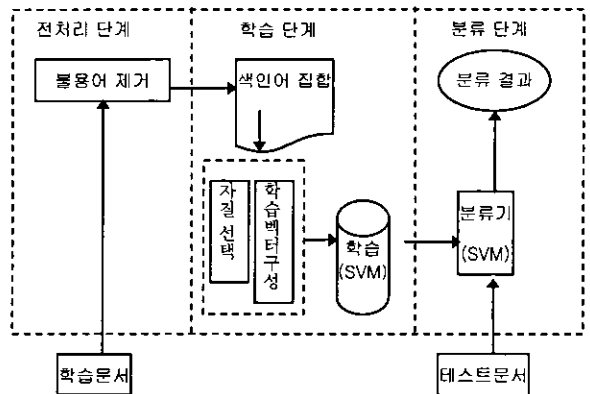 전처리 단계
학습 단계
분류 단계
불용어 제거
색인어 집합
분류 결과
자질 선택
학습벡터구성
학습
(SVM)
분류기
(SVM)
학습문서
테스트문서